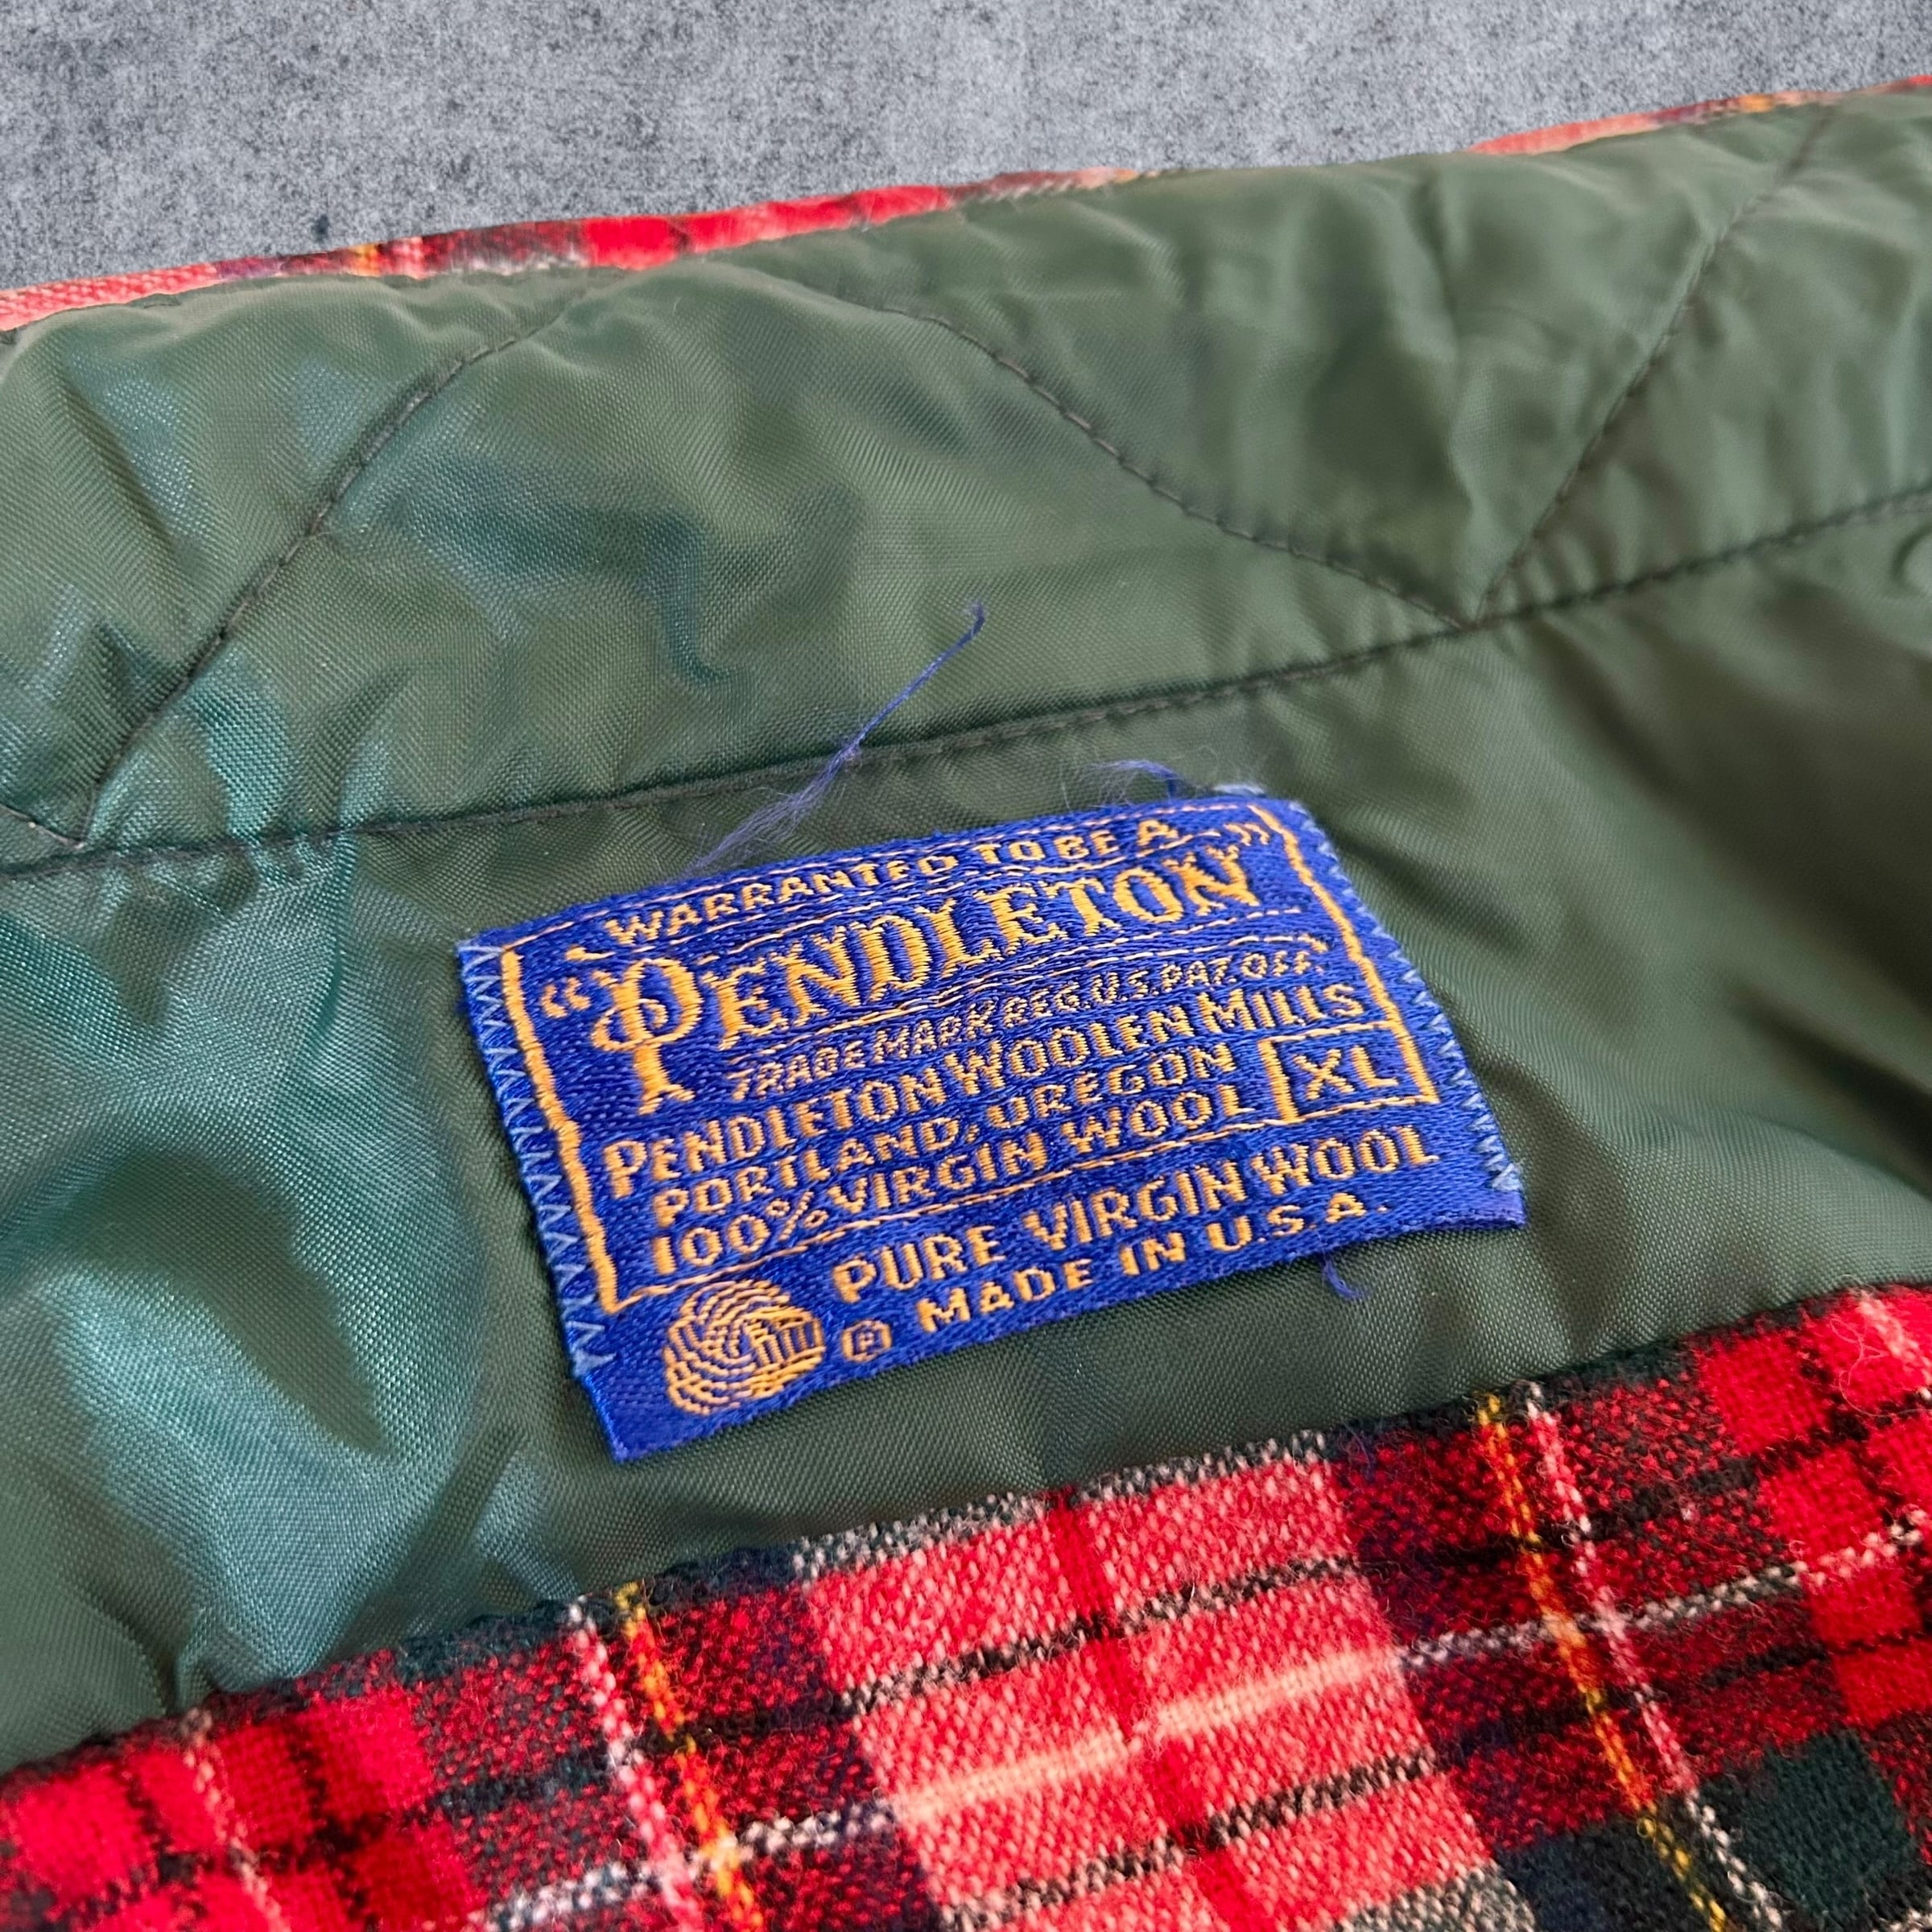 WARRANTED TO BE A
"PENDLETON"
TRADE MARK REG. U.S. PAT. OFF.
PENDLETON WOOLEN MILLS
PORTLAND, OREGON
100% VIRGIN WOOL XL
PURE VIRGIN WOOL
® MADE IN U.S.A.